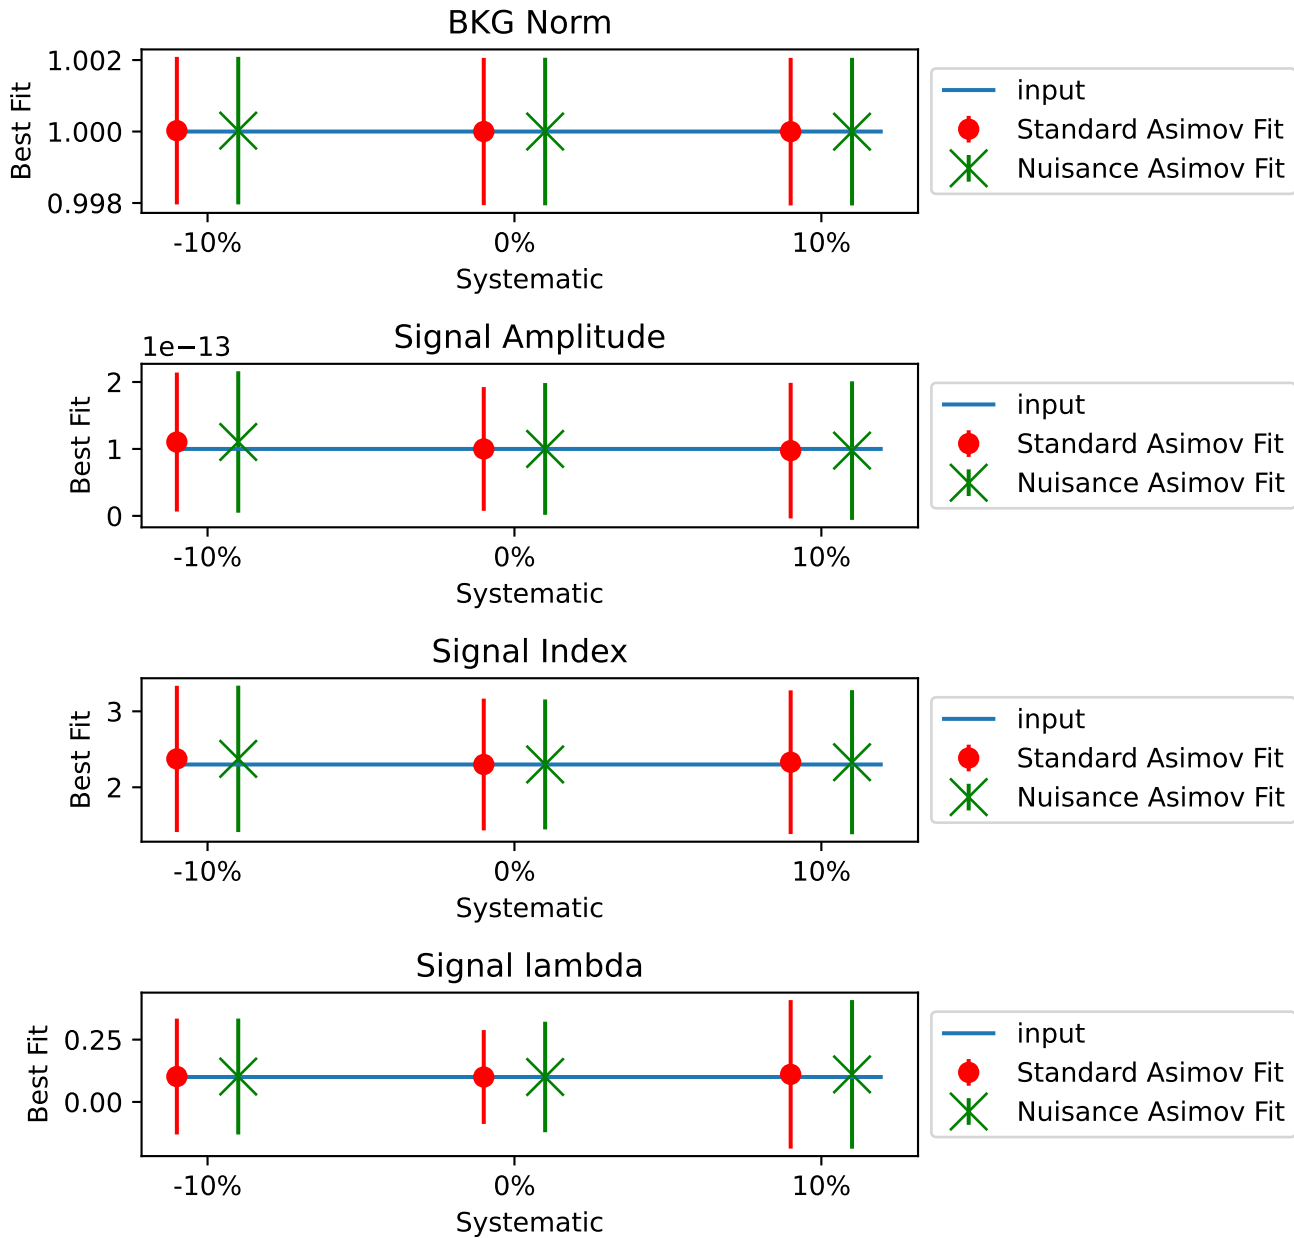 BKG Norm
1.002
1.000
0.998
Best Fit
-10%
0%
10%
Systematic
input
Standard Asimov Fit
Nuisance Asimov Fit
Signal Amplitude
1e−13
2
1
0
Best Fit
-10%
0%
10%
Systematic
input
Standard Asimov Fit
Nuisance Asimov Fit
Signal Index
3
2
Best Fit
-10%
0%
10%
Systematic
input
Standard Asimov Fit
Nuisance Asimov Fit
Signal lambda
0.25
0.00
Best Fit
-10%
0%
10%
Systematic
input
Standard Asimov Fit
Nuisance Asimov Fit